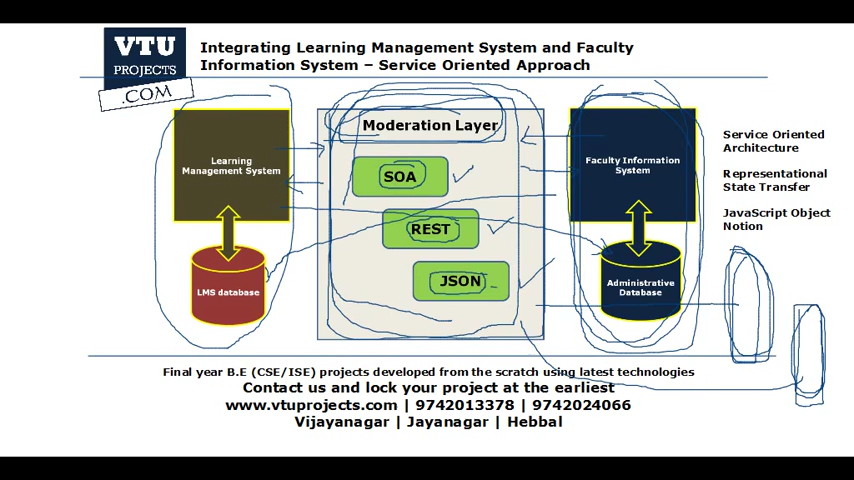 VTU
PROJECTS
.COM
Integrating Learning Management System and Faculty
Information System – Service Oriented Approach
Learning
Management System
LMS database
Moderation Layer
SOA
REST
JSON
Faculty Information
System
Administrative
Database
Service Oriented
Architecture
Representational
State Transfer
JavaScript Object
Notion
Final year B.E (CSE/ISE) projects developed from the scratch using latest technologies
Contact us and lock your project at the earliest
www.vtuprojects.com | 9742013378 | 9742024066
Vijayanagar | Jayanagar | Hebbal